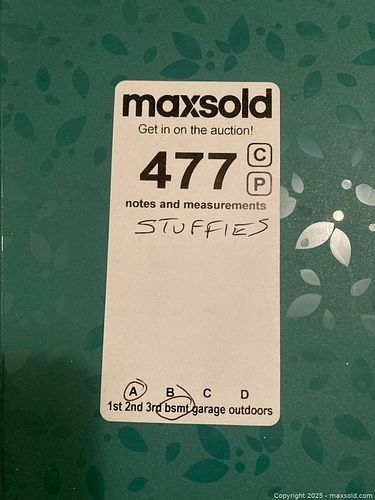 maxsold
Get in on the auction!
477 C
P
notes and measurements
STUFFIES
A B C D
1st 2nd 3rd bsmt garage outdoors
Copyright 2025 - maxsold.com